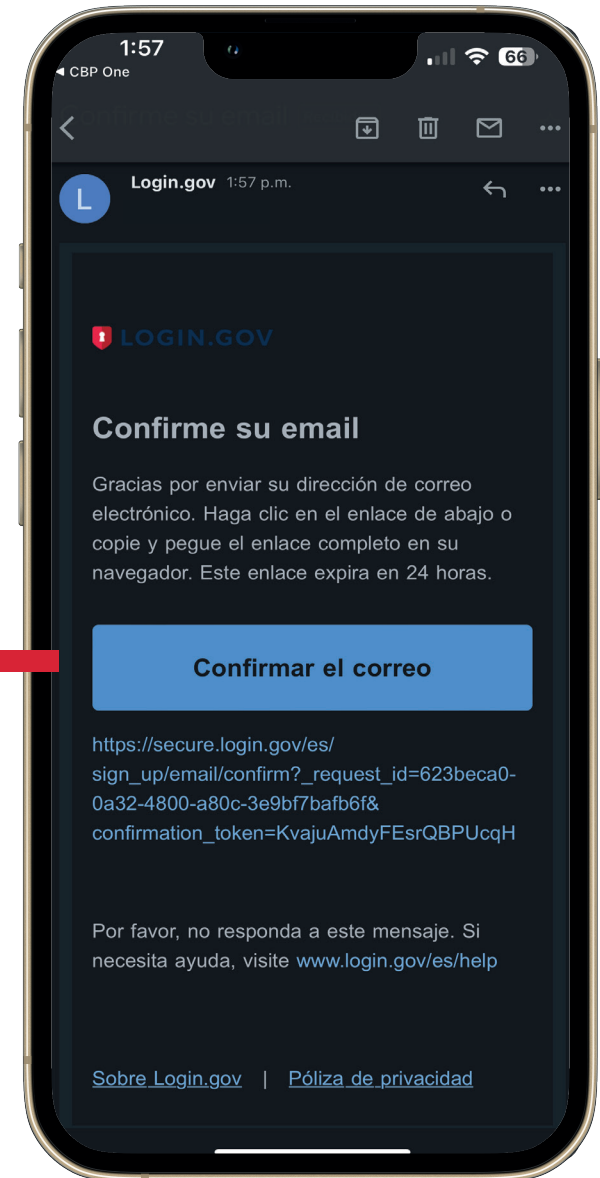 1:57
66
CBP One
Confirme su email
Login.gov 1:57 p.m.
L
LOGIN.GOV
Confirme su email
Gracias por enviar su dirección de correo
electrónico. Haga clic en el enlace de abajo o
copie y pegue el enlace completo en su
navegador. Este enlace expira en 24 horas.
Confirmar el correo
https://secure.login.gov/es/
sign_up/email/confirm?_request_id=623beca0-
0a32-4800-a80c-3e9bf7bafb6f&
confirmation_token=KvajuAmdyFEsrQBPUcqH
Por favor, no responda a este mensaje. Si
necesita ayuda, visite www.login.gov/es/help
Sobre Login.gov | Póliza de privacidad